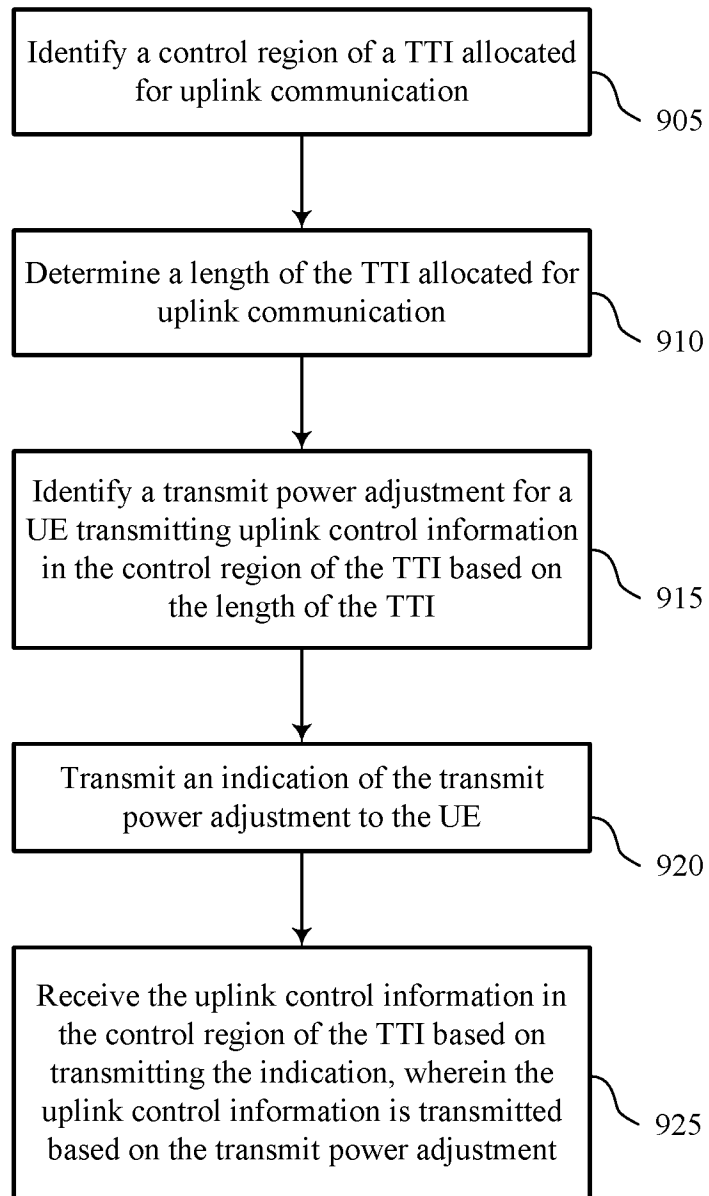 Identify a control region of a TTI allocated
for uplink communication
905
Determine a length of the TTI allocated for
uplink communication
910
Identify a transmit power adjustment for a
UE transmitting uplink control information
in the control region of the TTI based on
the length of the TTI
915
Transmit an indication of the transmit
power adjustment to the UE
920
Receive the uplink control information in
the control region of the TTI based on
transmitting the indication, wherein the
uplink control information is transmitted
based on the transmit power adjustment
925